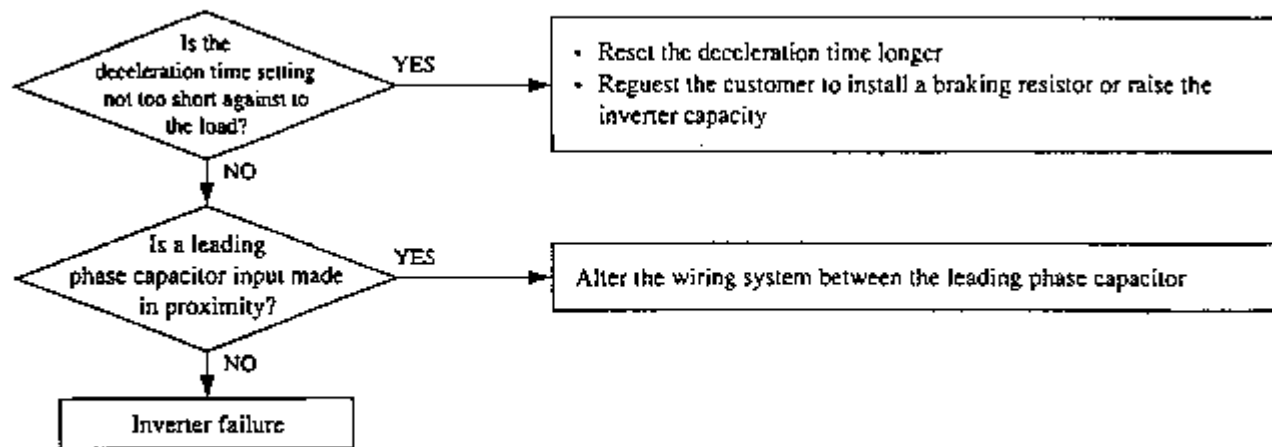 Is the
deceleration time setting
not too short against to
the load?
YES
• Reset the deceleration time longer
• Reguest the customer to install a braking resistor or raise the
inverter capacity
NO
Is a leading
phase capacitor input made
in proximity?
YES
Alter the wiring system between the leading phase capacitor
NO
Inverter failure